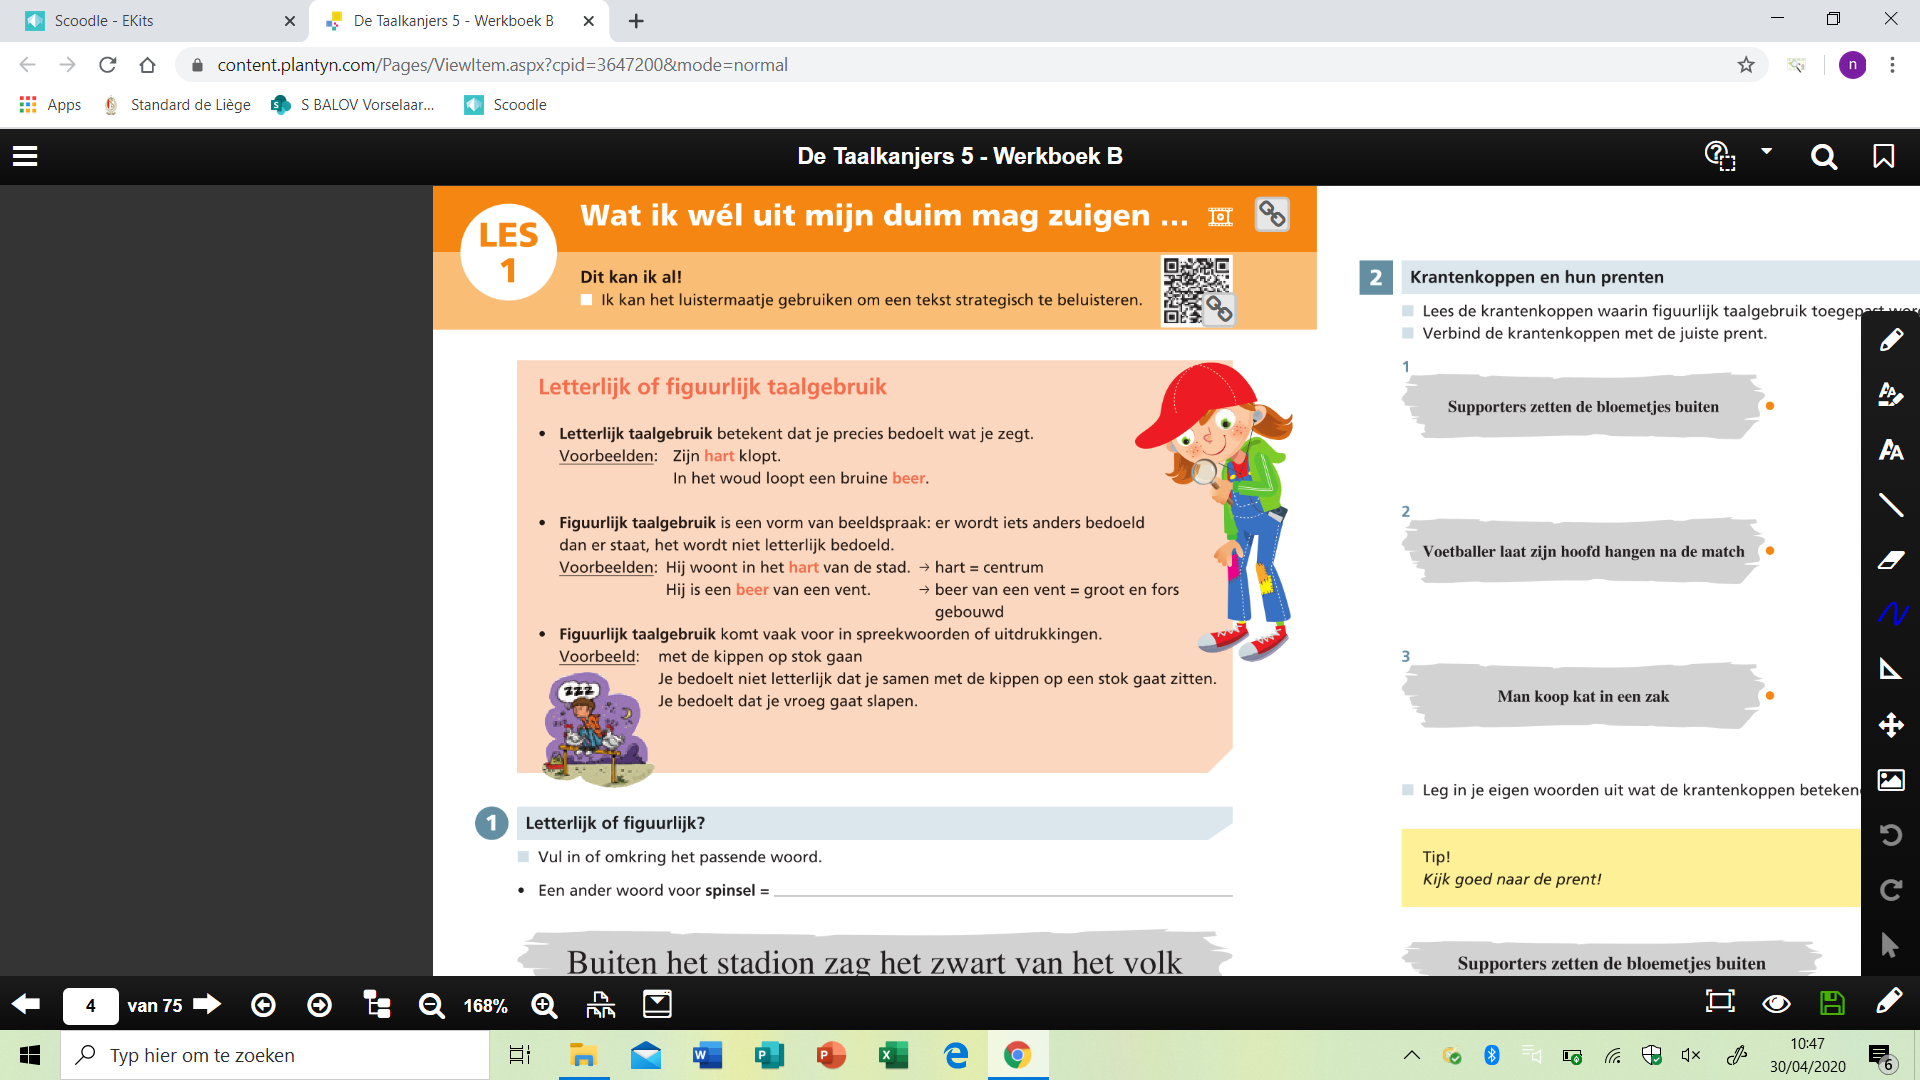 Scoodle - EKits
De Taalkanjers 5 - Werkboek B
content.plantyn.com/Pages/ViewItem.aspx?cpid=3647200&mode=normal
n
Apps
Standard de Liège
S BALOV Vorselaar...
Scoodle
De Taalkanjers 5 - Werkboek B
LES
1
Wat ik wél uit mijn duim mag zuigen ...
Dit kan ik al!
Ik kan het luistermaatje gebruiken om een tekst strategisch te beluisteren.
Letterlijk of figuurlijk taalgebruik
• Letterlijk taalgebruik betekent dat je precies bedoelt wat je zegt.
Voorbeelden: Zijn hart klopt.
In het woud loopt een bruine beer.
• Figuurlijk taalgebruik is een vorm van beeldspraak: er wordt iets anders bedoeld
dan er staat, het wordt niet letterlijk bedoeld.
Voorbeelden: Hij woont in het hart van de stad. → hart = centrum
Hij is een beer van een vent. → beer van een vent = groot en fors
gebouwd
• Figuurlijk taalgebruik komt vaak voor in spreekwoorden of uitdrukkingen.
Voorbeeld: met de kippen op stok gaan
Je bedoelt niet letterlijk dat je samen met de kippen op een stok gaat zitten.
Je bedoelt dat je vroeg gaat slapen.
zzz
1 Letterlijk of figuurlijk?
Vul in of omkring het passende woord.
• Een ander woord voor spinsel =
Buiten het stadion zag het zwart van het volk
2 Krantenkoppen en hun prenten
Lees de krantenkoppen waarin figuurlijk taalgebruik toegepast
Verbind de krantenkoppen met de juiste prent.
1
Supporters zetten de bloemetjes buiten
2
Voetballer laat zijn hoofd hangen na de match
3
Man koop kat in een zak
Leg in je eigen woorden uit wat de krantenkoppen beteken
Tip!
Kijk goed naar de prent!
Supporters zetten de bloemetjes buiten
4 van 75
168%
Typ hier om te zoeken
10:47
30/04/2020
6